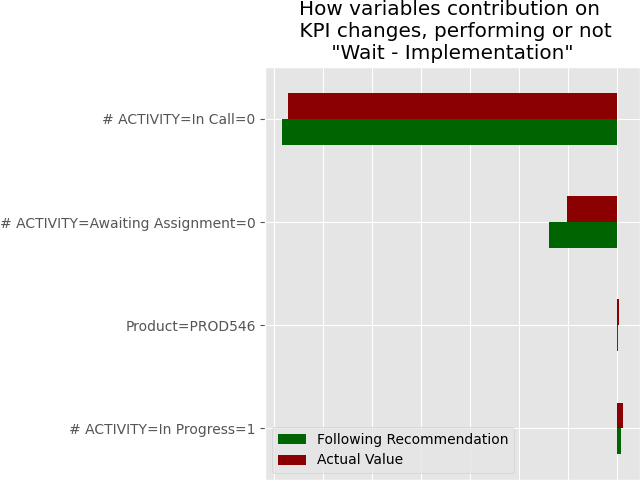 How variables contribution on
KPI changes, performing or not
"Wait - Implementation"
# ACTIVITY=In Call=0
# ACTIVITY=Awaiting Assignment=0
Product=PROD546
# ACTIVITY=In Progress=1
Following Recommendation
Actual Value